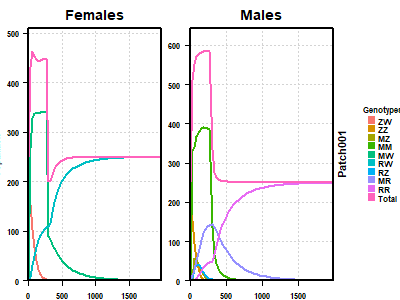 Females
Males
500
400
300
200
100
0
0
500
1000
1500
600
500
400
300
200
100
0
0
500
1000
1500
Patch001
Genotypes
ZW
ZZ
MZ
MM
MW
RW
RZ
MR
RR
Total